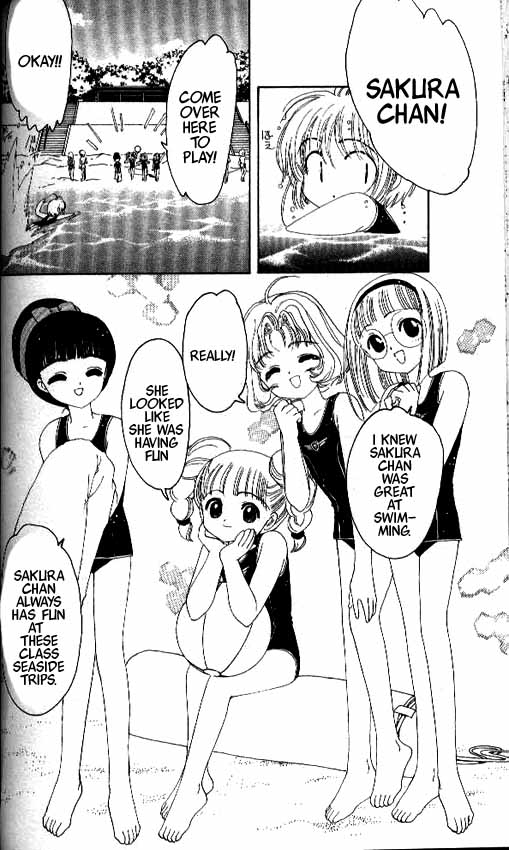 SAKURA
CHAN!
COME
OVER
HERE
TO
PLAY!
OKAY!!
I KNEW
SAKURA
CHAN
WAS
GREAT
AT
SWIM-
MING.
REALLY!
SHE
LOOKED
LIKE
SHE WAS
HAVING
FUN
SAKURA
CHAN
ALWAYS
HAS FUN
AT
THESE
CLASS
SEASIDE
TRIPS.